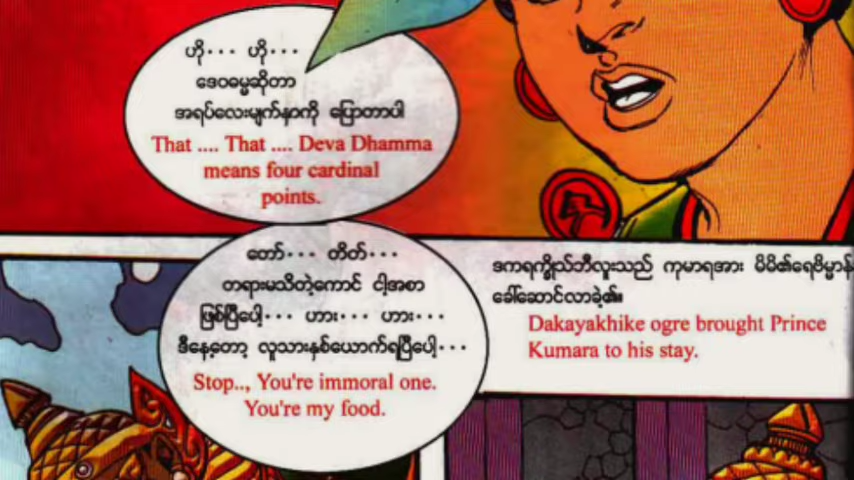 ဟို... ဟို...
ဒေဝဓမ္မဆိုတာ
အရပ်လေးမျက်နှာကို ပြောတာပါ
That .... That .... Deva Dhamma
means four cardinal
points.
တော်... တိတ်...
တရားမသိတဲ့ကောင် ငါ့အစာ
ဖြစ်ပြီပေါ့... ဟား... ဟား...
ဒီနေ့တော့ လူသားနှစ်ယောက်ရပြီပေါ့...
Stop.., You're immoral one.
You're my food.
ဒကရက္ခိုသ်ဘီလူးသည် ကုမာရအား မိမိ၏ရေဗိမ္မာန်
ခေါ်ဆောင်လာခဲ့၏။
Dakayakhike ogre brought Prince
Kumara to his stay.